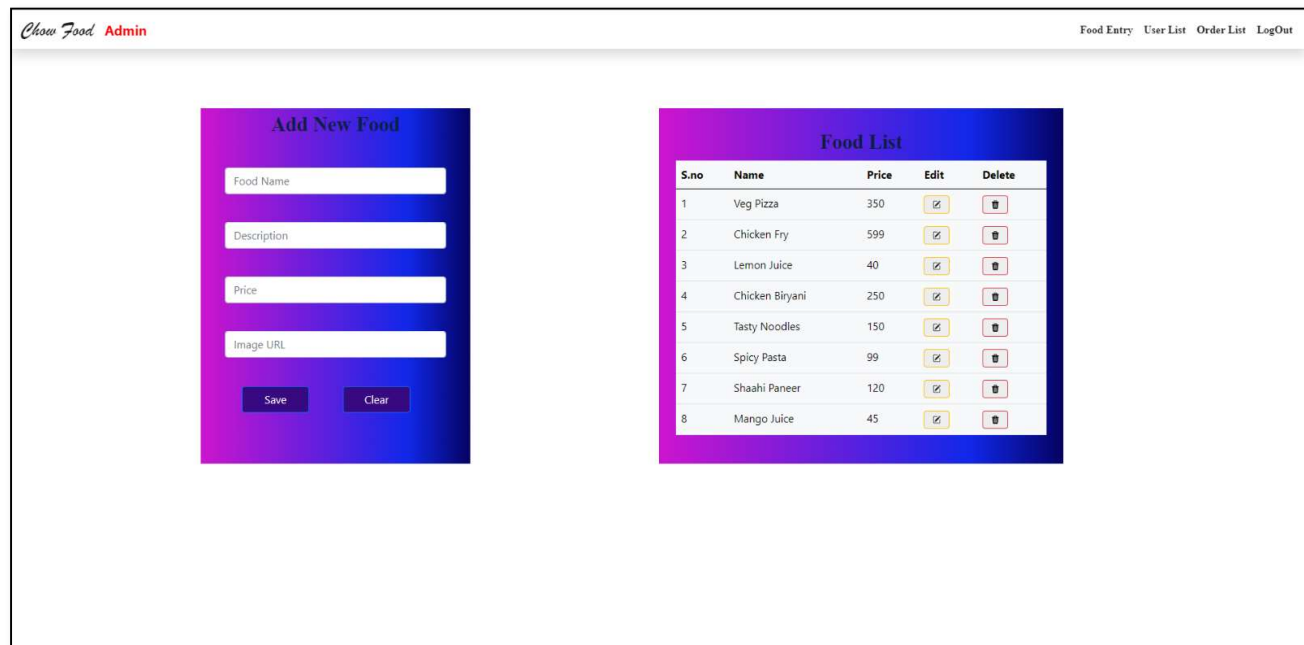 Chow Food Admin Food Entry User List Order List LogOut
Add New Food
Food Name
Description
Price
Image URL
Save Clear
Food List
S.no Name Price Edit Delete
1 Veg Pizza 350
2 Chicken Fry 599
3 Lemon Juice 40
4 Chicken Biryani 250
5 Tasty Noodles 150
6 Spicy Pasta 99
7 Shaahi Paneer 120
8 Mango Juice 45